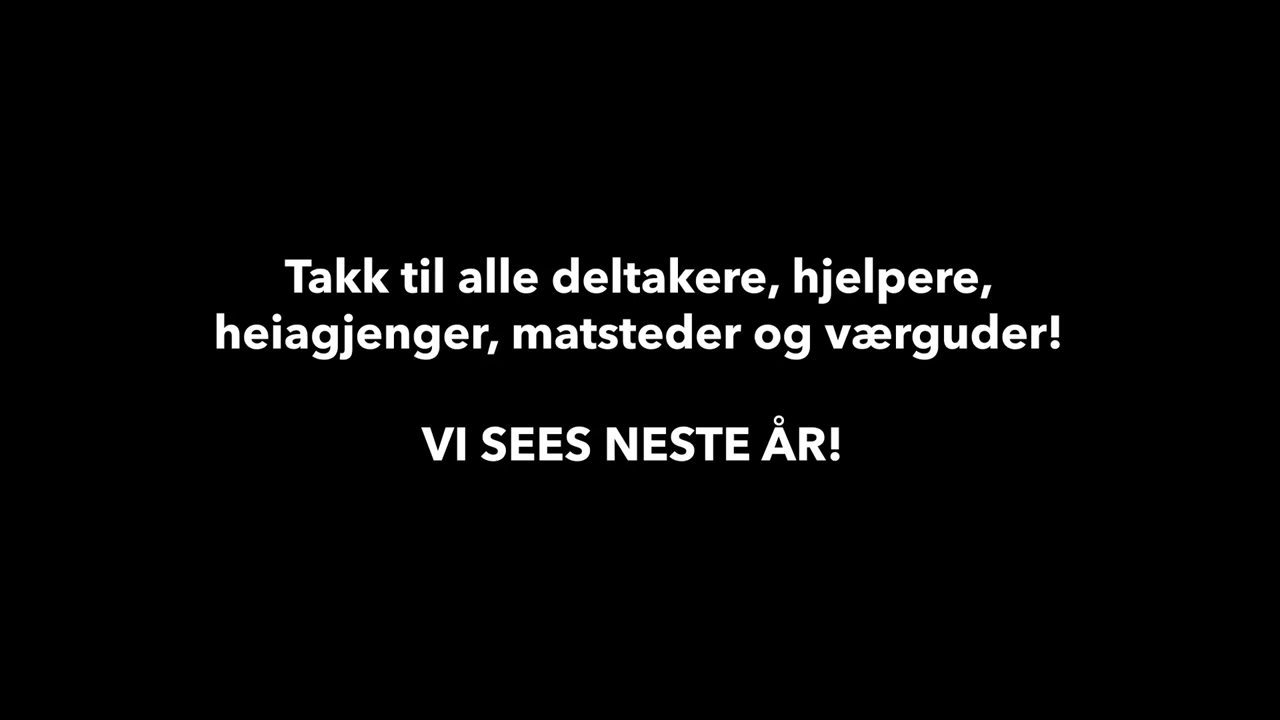 Takk til alle deltakere, hjelpere,
heiagjenger, matsteder og værguder!
VI SEES NESTE ÅR!